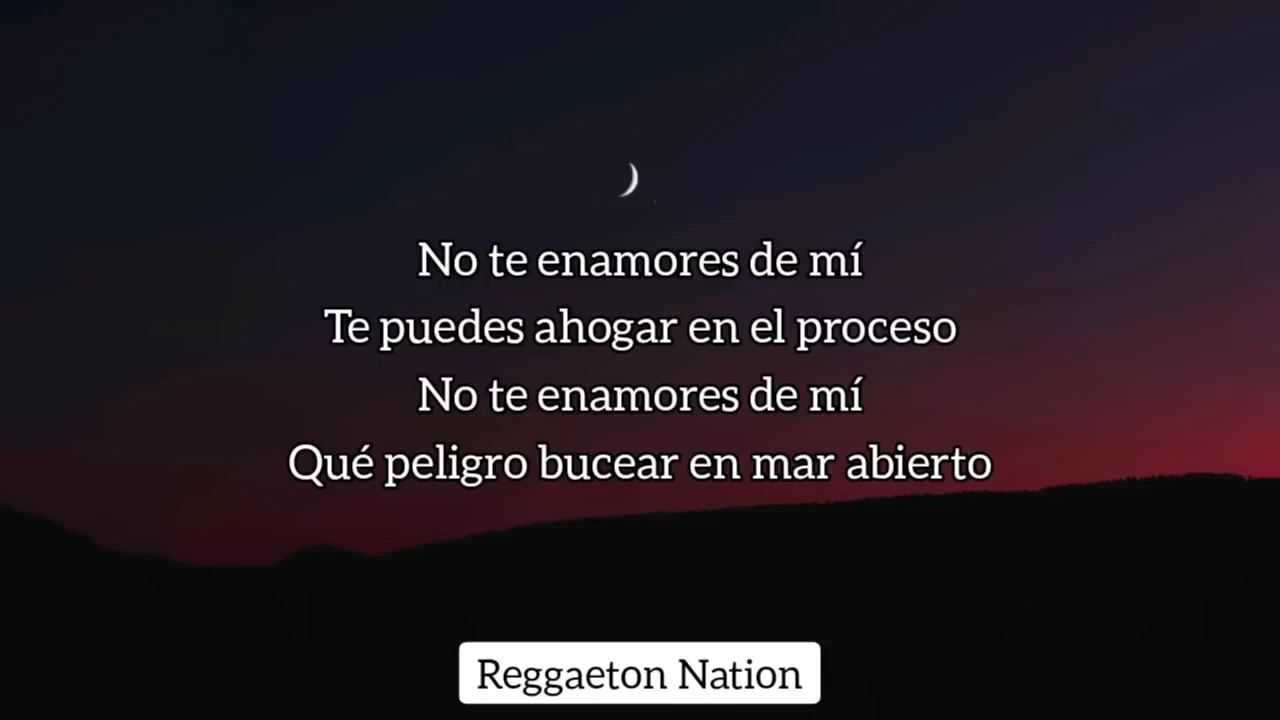 No te enamores de mí
Te puedes ahogar en el proceso
No te enamores de mí
Qué peligro bucear en mar abierto
Reggaeton Nation